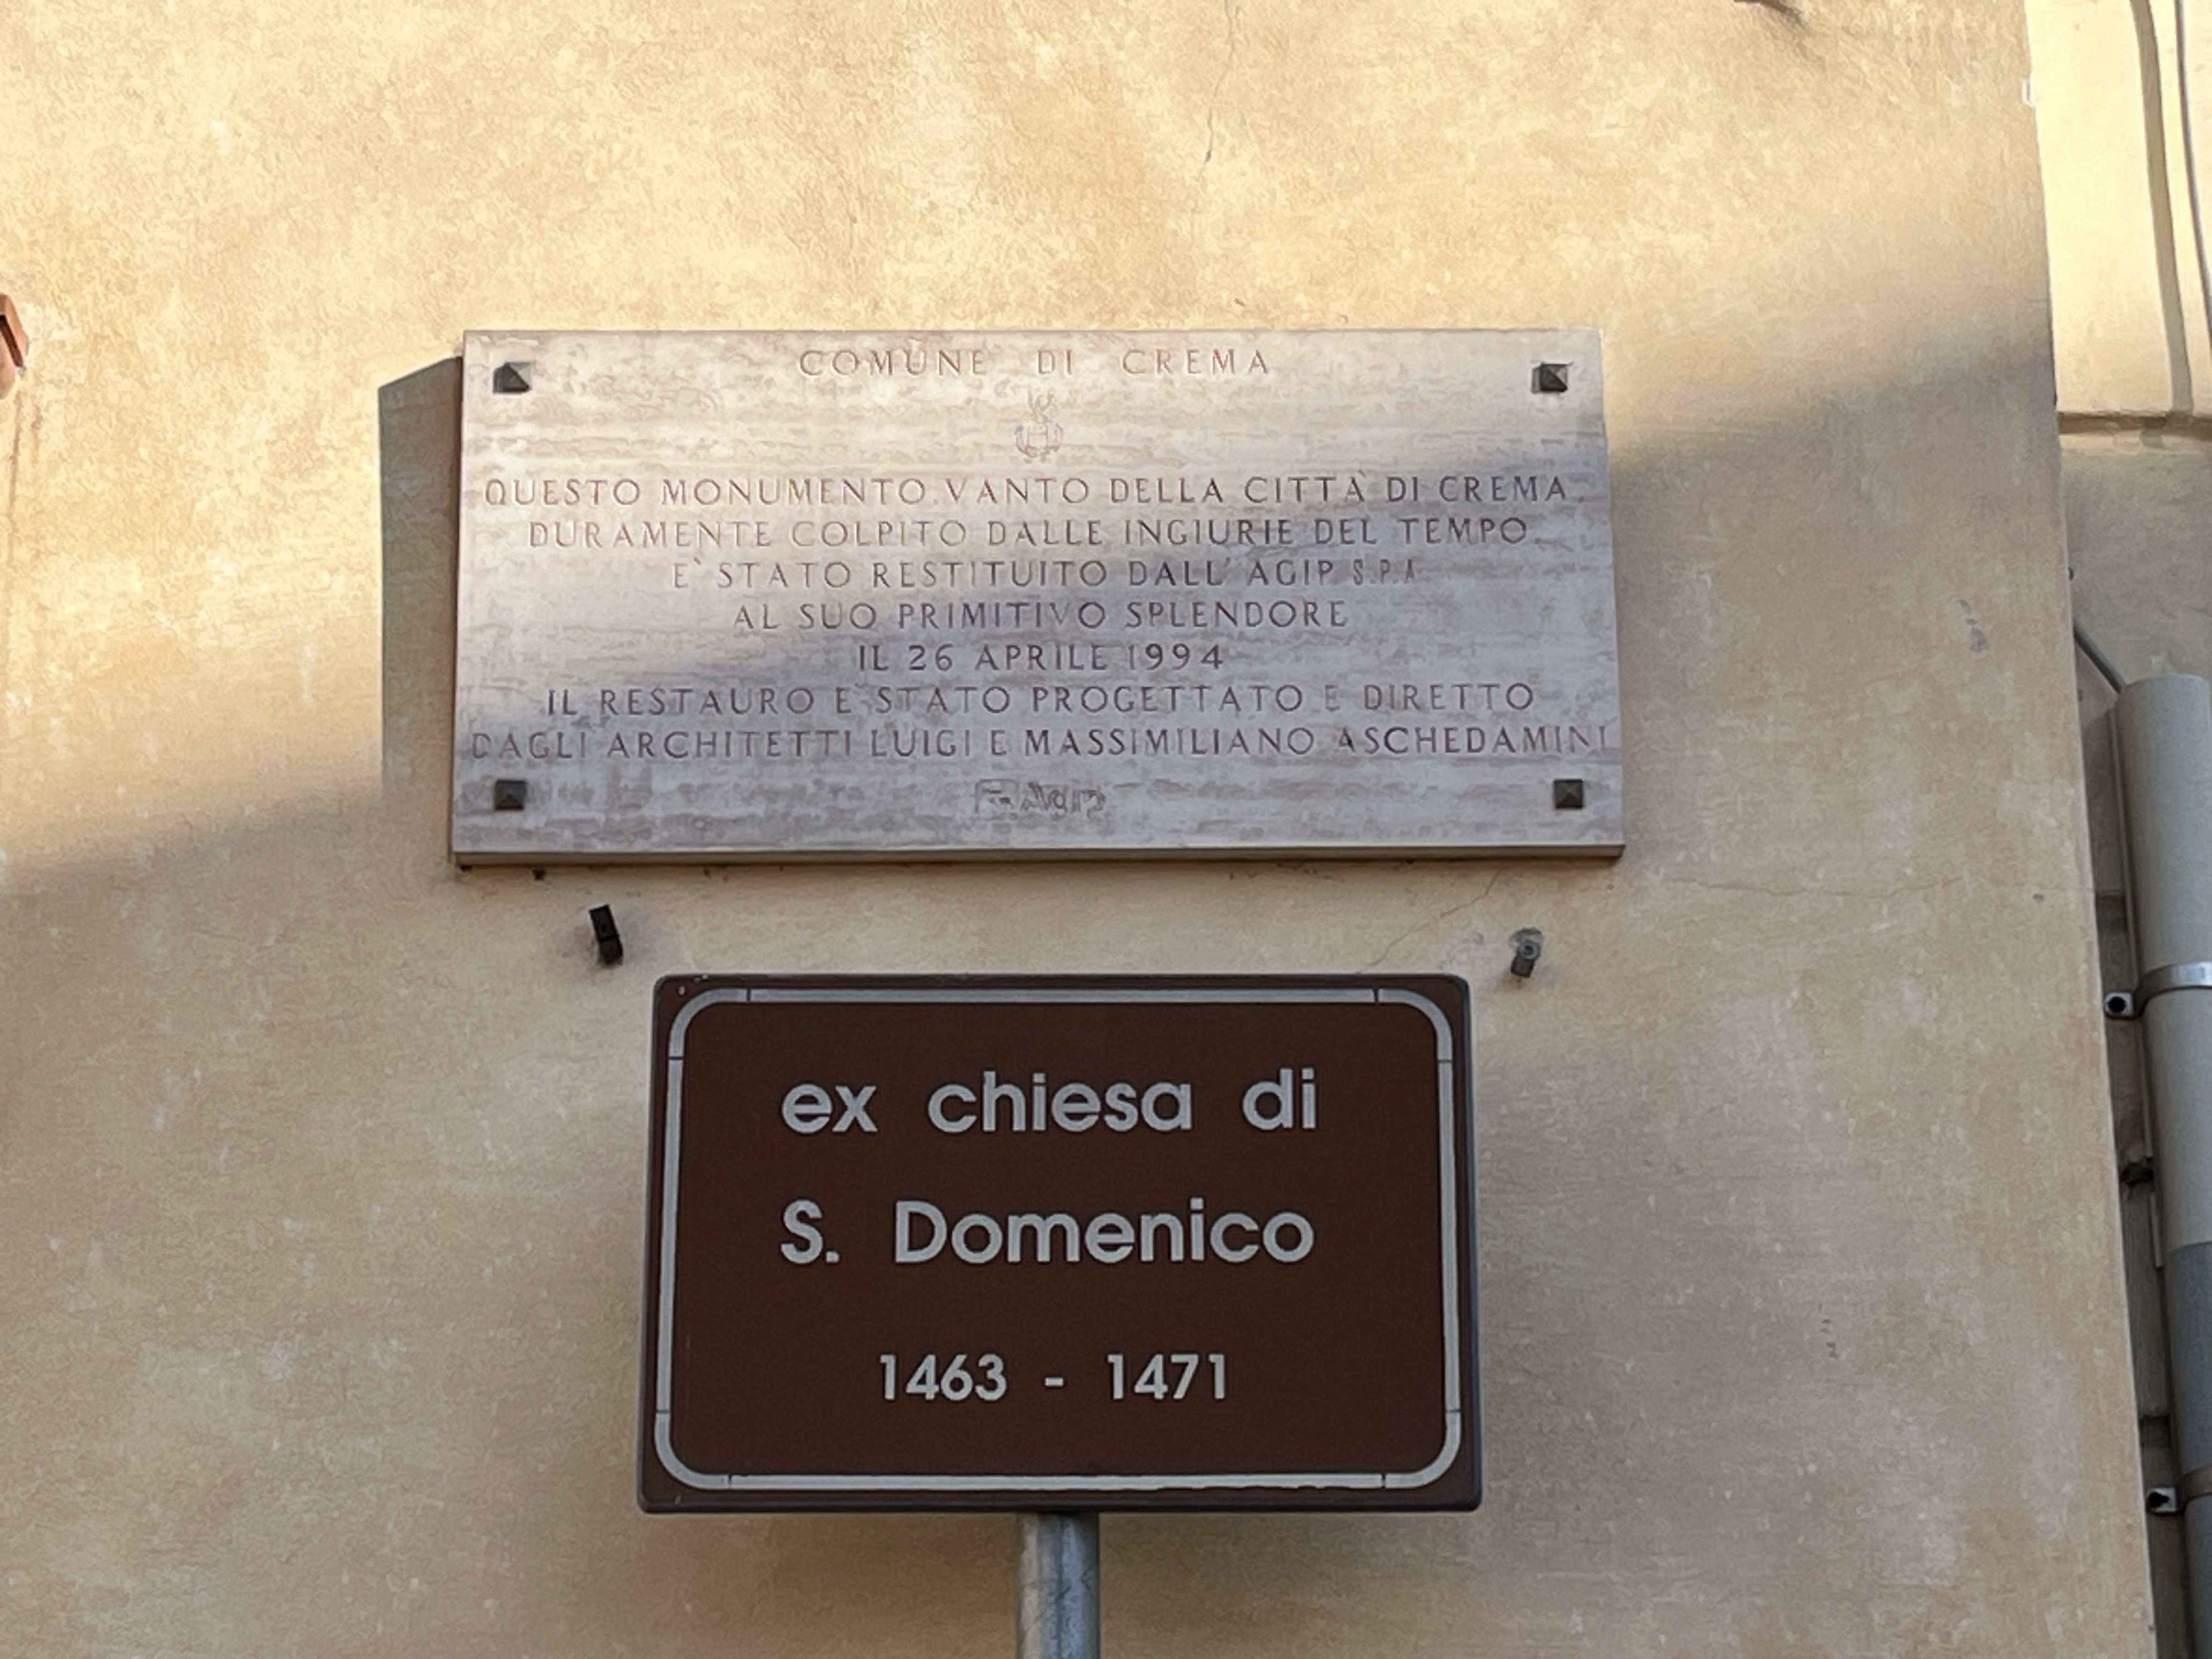 COMUNE DI CREMA
QUESTO MONUMENTO, VANTO DELLA CITTÀ DI CREMA,
DURAMENTE COLPITO DALLE INGIURIE DEL TEMPO,
E` STATO RESTITUITO DALL'AGIP S.P.A.
AL SUO PRIMITIVO SPLENDORE
IL 26 APRILE 1994
IL RESTAURO E` STATO PROGETTATO E DIRETTO
DAGLI ARCHITETTI LUIGI E MASSIMILIANO ASCHEDAMINI
Agip
ex chiesa di
S. Domenico
1463 - 1471